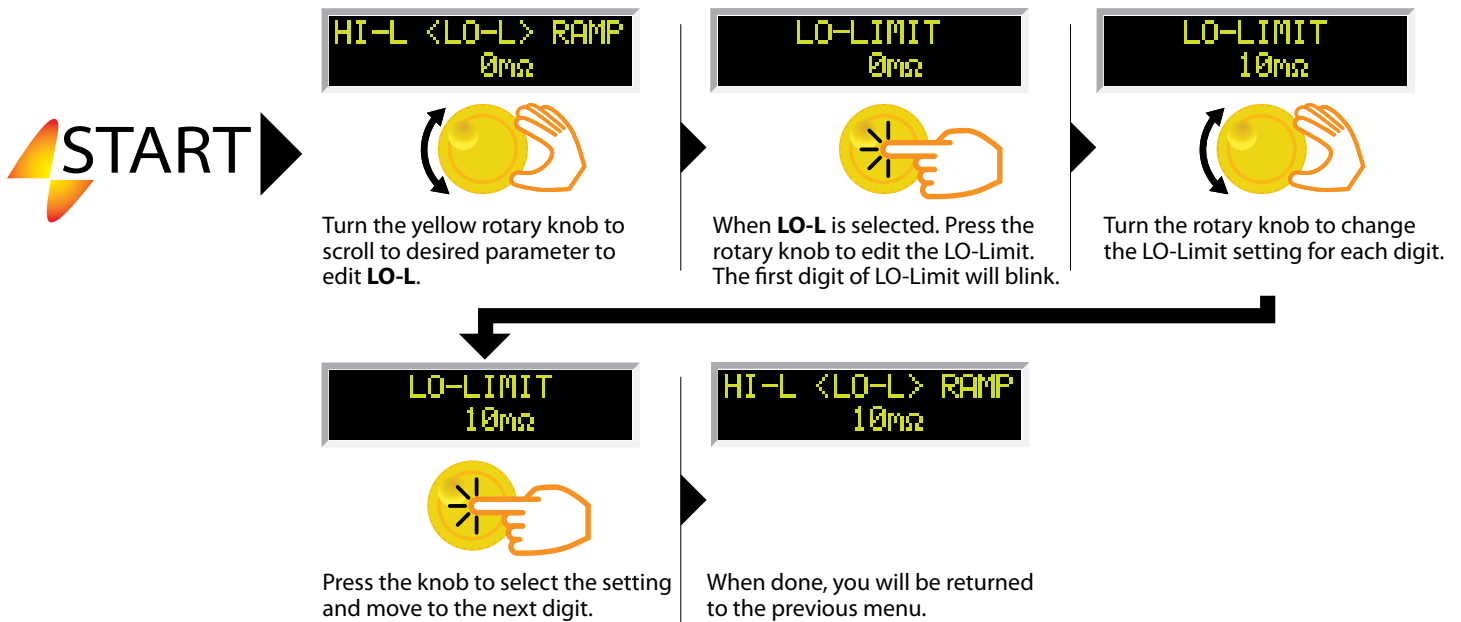 START
HI-L <LO-L> RAMP
0mΩ
Turn the yellow rotary knob to
scroll to desired parameter to
edit LO-L.
LO-LIMIT
0mΩ
When LO-L is selected. Press the
rotary knob to edit the LO-Limit.
The first digit of LO-Limit will blink.
LO-LIMIT
10mΩ
Turn the rotary knob to change
the LO-Limit setting for each digit.
LO-LIMIT
10mΩ
Press the knob to select the setting
and move to the next digit.
HI-L <LO-L> RAMP
10mΩ
When done, you will be returned
to the previous menu.